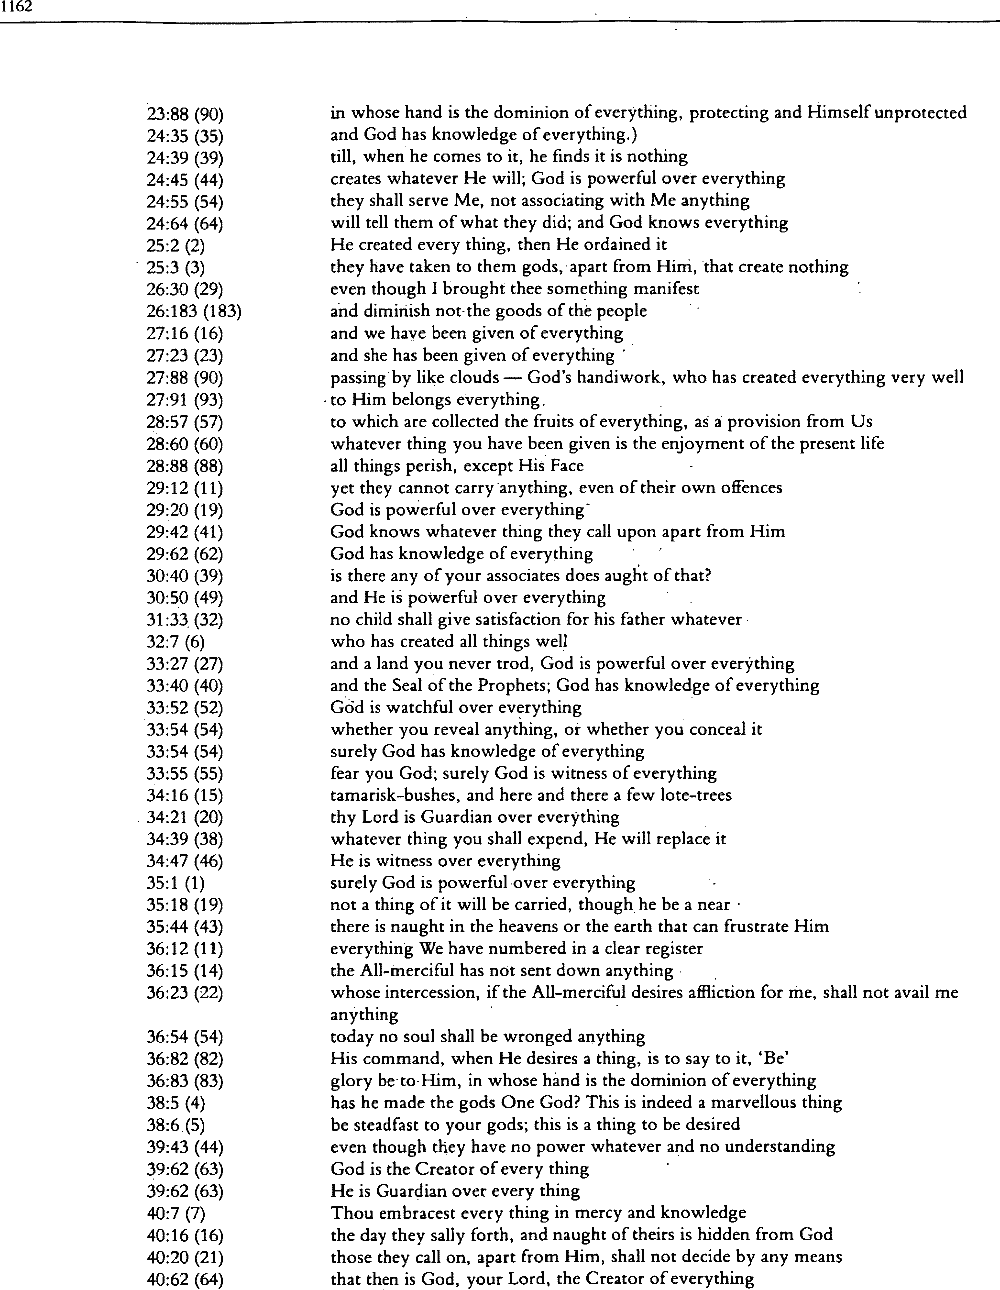 1162
23:88 (90) in whose hand is the dominion of everything, protecting and Himself unprotected
24:35 (35) and God has knowledge of everything.)
24:39 (39) till, when he comes to it, he finds it is nothing
24:45 (44) creates whatever He will; God is powerful over everything
24:55 (54) they shall serve Me, not associating with Me anything
24:64 (64) will tell them of what they did; and God knows everything
25:2 (2) He created every thing, then He ordained it
25:3 (3) they have taken to them gods, apart from Him, that create nothing
26:30 (29) even though I brought thee something manifest
26:183 (183) and diminish not the goods of the people
27:16 (16) and we have been given of everything
27:23 (23) and she has been given of everything
27:88 (90) passing by like clouds — God's handiwork, who has created everything very well
27:91 (93) to Him belongs everything.
28:57 (57) to which are collected the fruits of everything, as a provision from Us
28:60 (60) whatever thing you have been given is the enjoyment of the present life
28:88 (88) all things perish, except His Face
29:12 (11) yet they cannot carry anything, even of their own offences
29:20 (19) God is powerful over everything
29:42 (41) God knows whatever thing they call upon apart from Him
29:62 (62) God has knowledge of everything
30:40 (39) is there any of your associates does aught of that?
30:50 (49) and He is powerful over everything
31:33 (32) no child shall give satisfaction for his father whatever
32:7 (6) who has created all things well
33:27 (27) and a land you never trod, God is powerful over everything
33:40 (40) and the Seal of the Prophets; God has knowledge of everything
33:52 (52) God is watchful over everything
33:54 (54) whether you reveal anything, or whether you conceal it
33:54 (54) surely God has knowledge of everything
33:55 (55) fear you God; surely God is witness of everything
34:16 (15) tamarisk-bushes, and here and there a few lote-trees
34:21 (20) thy Lord is Guardian over everything
34:39 (38) whatever thing you shall expend, He will replace it
34:47 (46) He is witness over everything
35:1 (1) surely God is powerful over everything
35:18 (19) not a thing of it will be carried, though he be a near
35:44 (43) there is naught in the heavens or the earth that can frustrate Him
36:12 (11) everything We have numbered in a clear register
36:15 (14) the All-merciful has not sent down anything
36:23 (22) whose intercession, if the All-merciful desires affliction for me, shall not avail me
anything
36:54 (54) today no soul shall be wronged anything
36:82 (82) His command, when He desires a thing, is to say to it, ‘Be’
36:83 (83) glory be to Him, in whose hand is the dominion of everything
38:5 (4) has he made the gods One God? This is indeed a marvellous thing
38:6 (5) be steadfast to your gods; this is a thing to be desired
39:43 (44) even though they have no power whatever and no understanding
39:62 (63) God is the Creator of every thing
39:62 (63) He is Guardian over every thing
40:7 (7) Thou embracest every thing in mercy and knowledge
40:16 (16) the day they sally forth, and naught of theirs is hidden from God
40:20 (21) those they call on, apart from Him, shall not decide by any means
40:62 (64) that then is God, your Lord, the Creator of everything